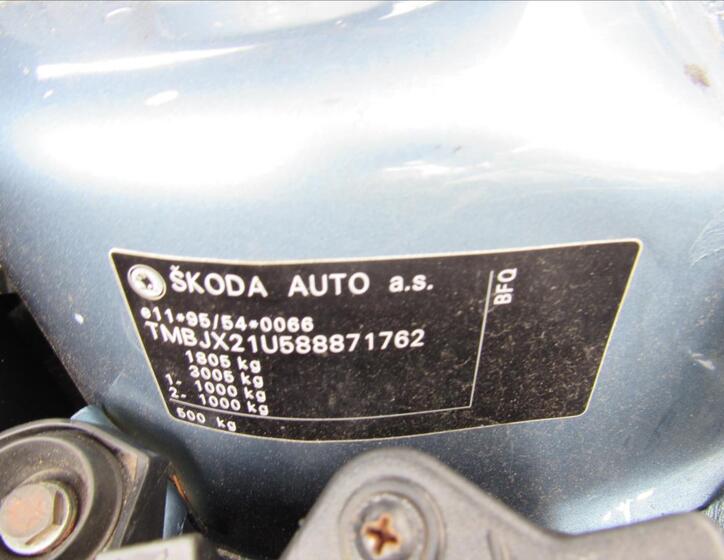 ŠKODA AUTO a.s.
BFQ
e11*95/54*0066
TMBJX21U588871762
1805 kg
3005 kg
1- 1000 kg
2- 1000 kg
500 kg